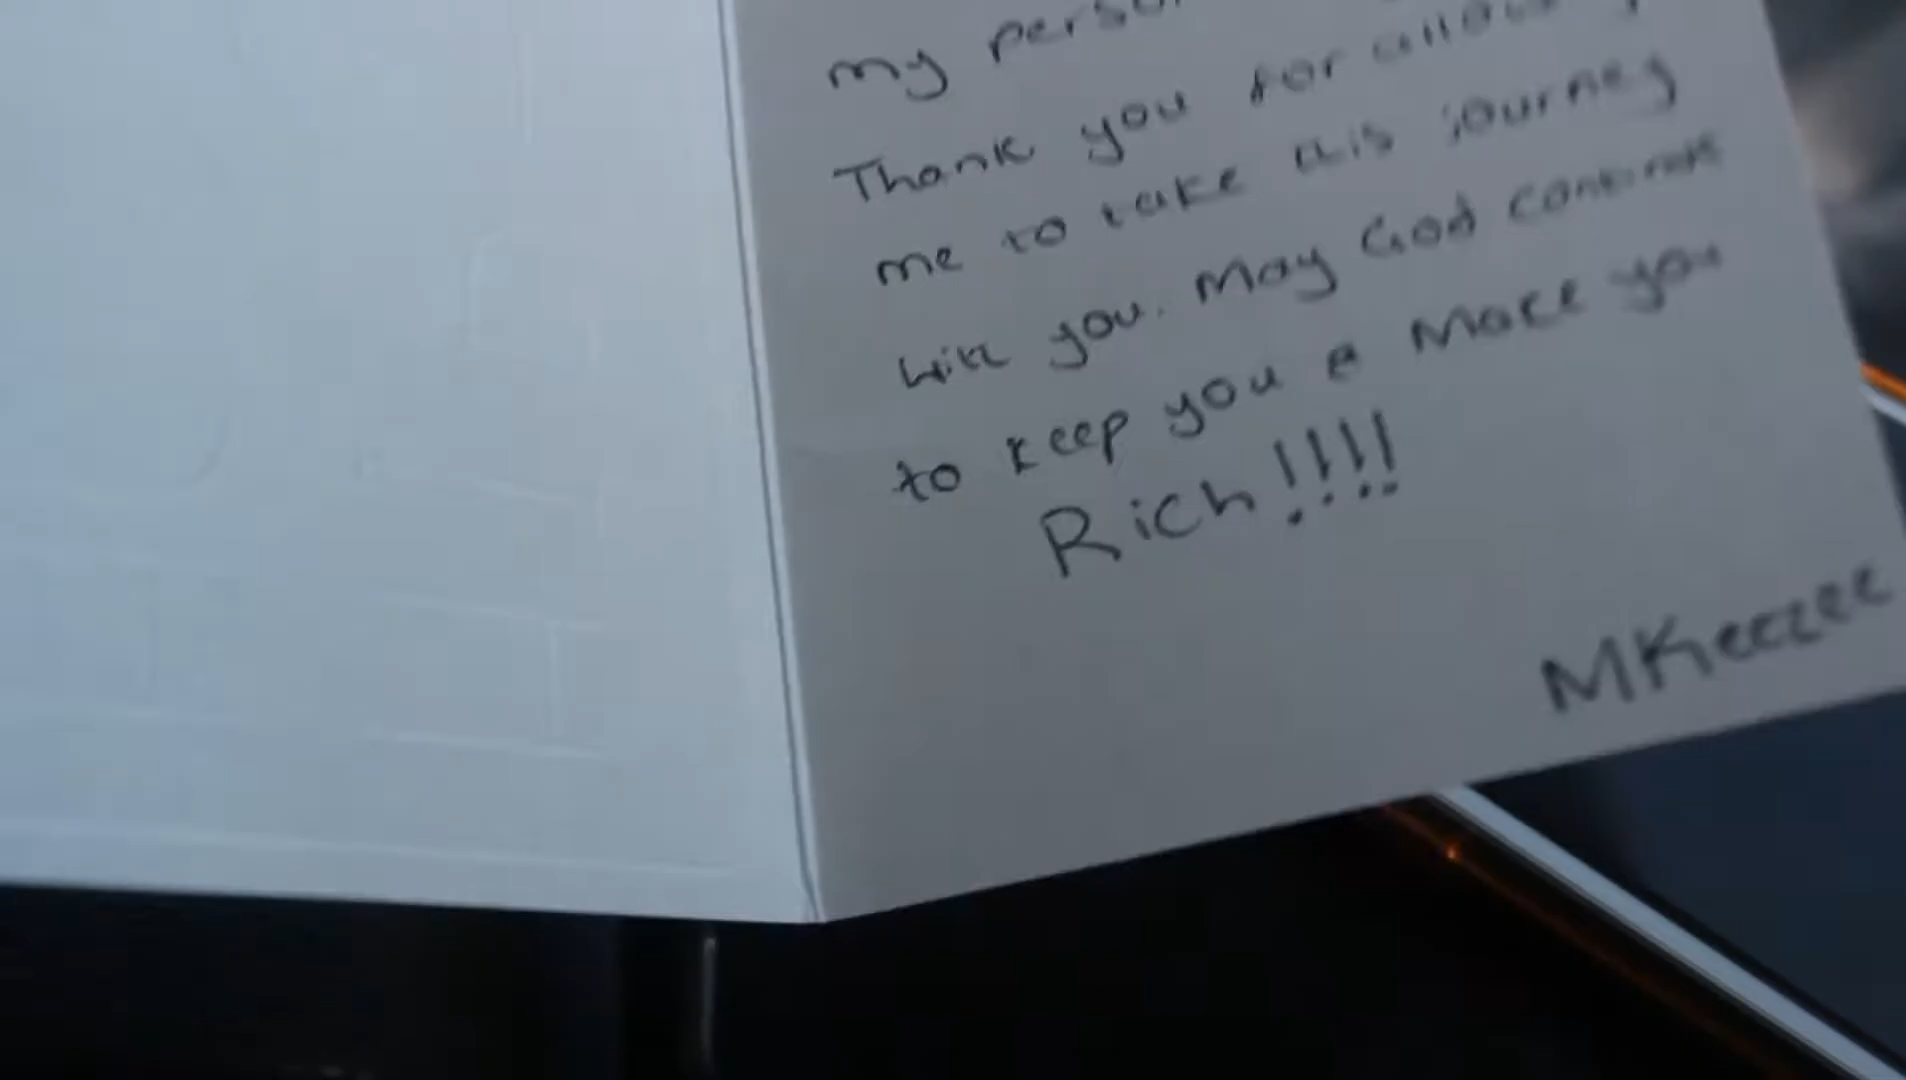 my
Thank you for
me to take this journey
with you. May God continue
to keep you & Make you
Rich!!!!
MKeezee